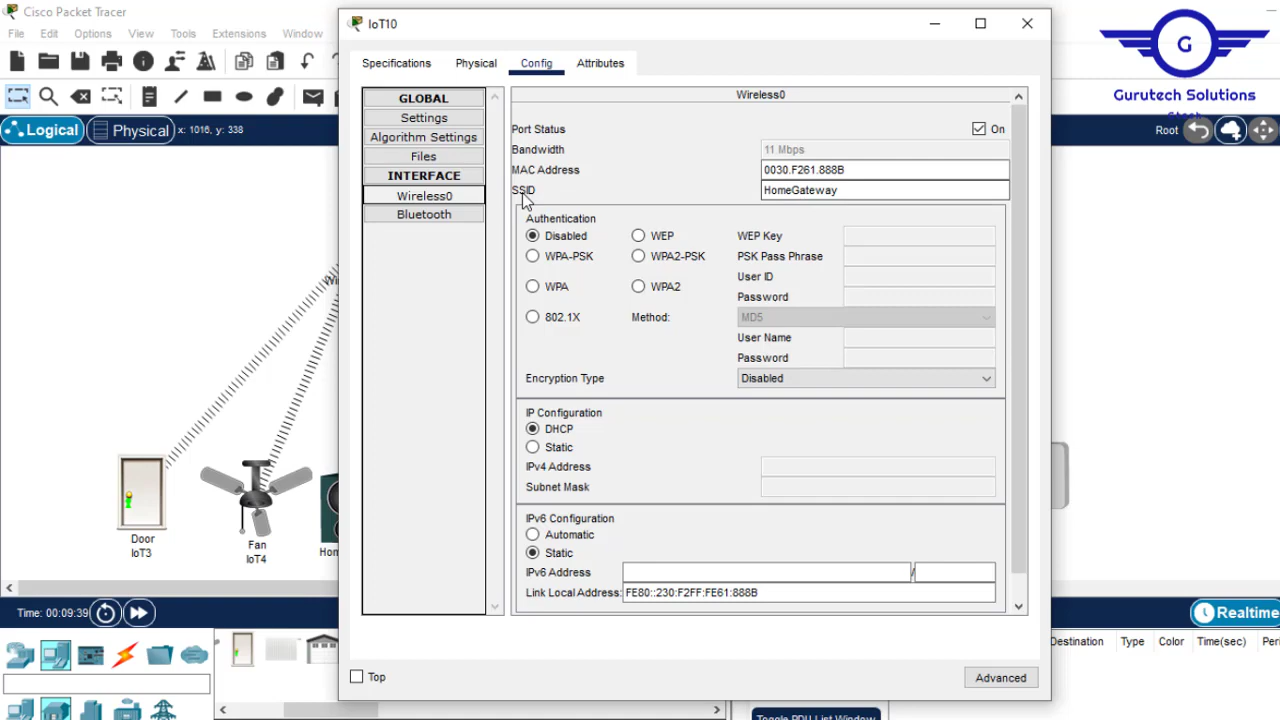 Cisco Packet Tracer
File Edit Options View Tools Extensions Window
Logical Physical x: 1016, y: 338
Root
G
Gurutech Solutions
IoT10
Specifications Physical Config Attributes
GLOBAL
Settings
Algorithm Settings
Files
INTERFACE
Wireless0
Bluetooth
Wireless0
Port Status On
Bandwidth 11 Mbps
MAC Address 0030.F261.888B
SSID HomeGateway
Authentication
Disabled WEP WEP Key
WPA-PSK WPA2-PSK PSK Pass Phrase
User ID
WPA WPA2
Password
802.1X Method: MD5
User Name
Password
Encryption Type Disabled
IP Configuration
DHCP
Static
IPv4 Address
Subnet Mask
IPv6 Configuration
Automatic
Static
IPv6 Address /
Link Local Address: FE80::230:F2FF:FE61:888B
Top Advanced
Door
IoT3
Fan
IoT4
Hom
Time: 00:09:39
Realtime
Destination Type Color Time(sec) Peri
Toggle PDU List Window